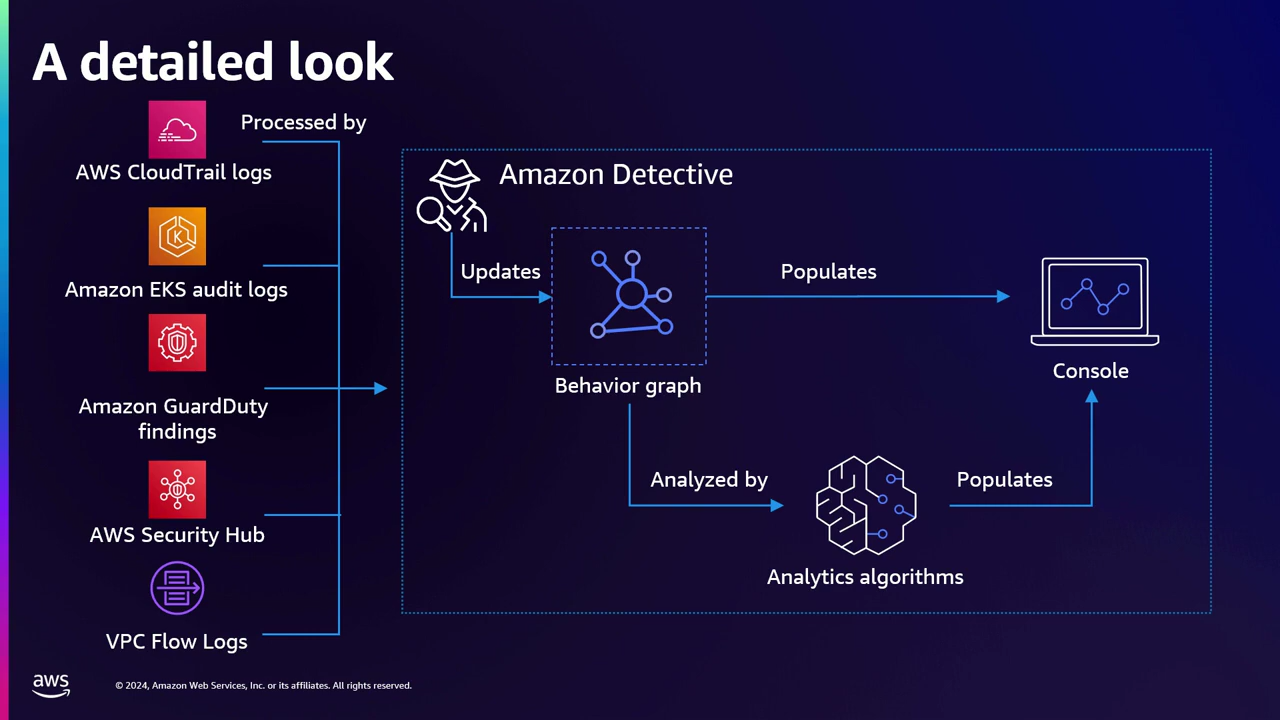 A detailed look
Processed by
AWS CloudTrail logs
Amazon EKS audit logs
K
Amazon GuardDuty
findings
AWS Security Hub
VPC Flow Logs
Amazon Detective
Updates
Populates
Behavior graph
Console
Analyzed by
Populates
Analytics algorithms
aws
© 2024, Amazon Web Services, Inc. or its affiliates. All rights reserved.